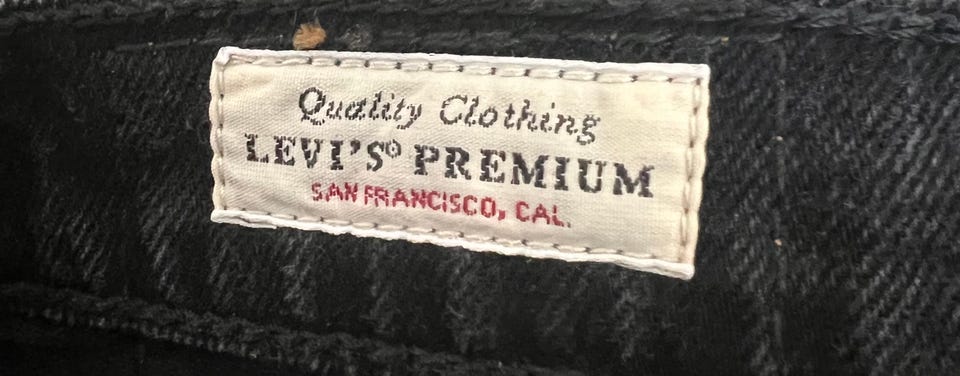 Quality Clothing
LEVI'S® PREMIUM
SAN FRANCISCO, CAL.